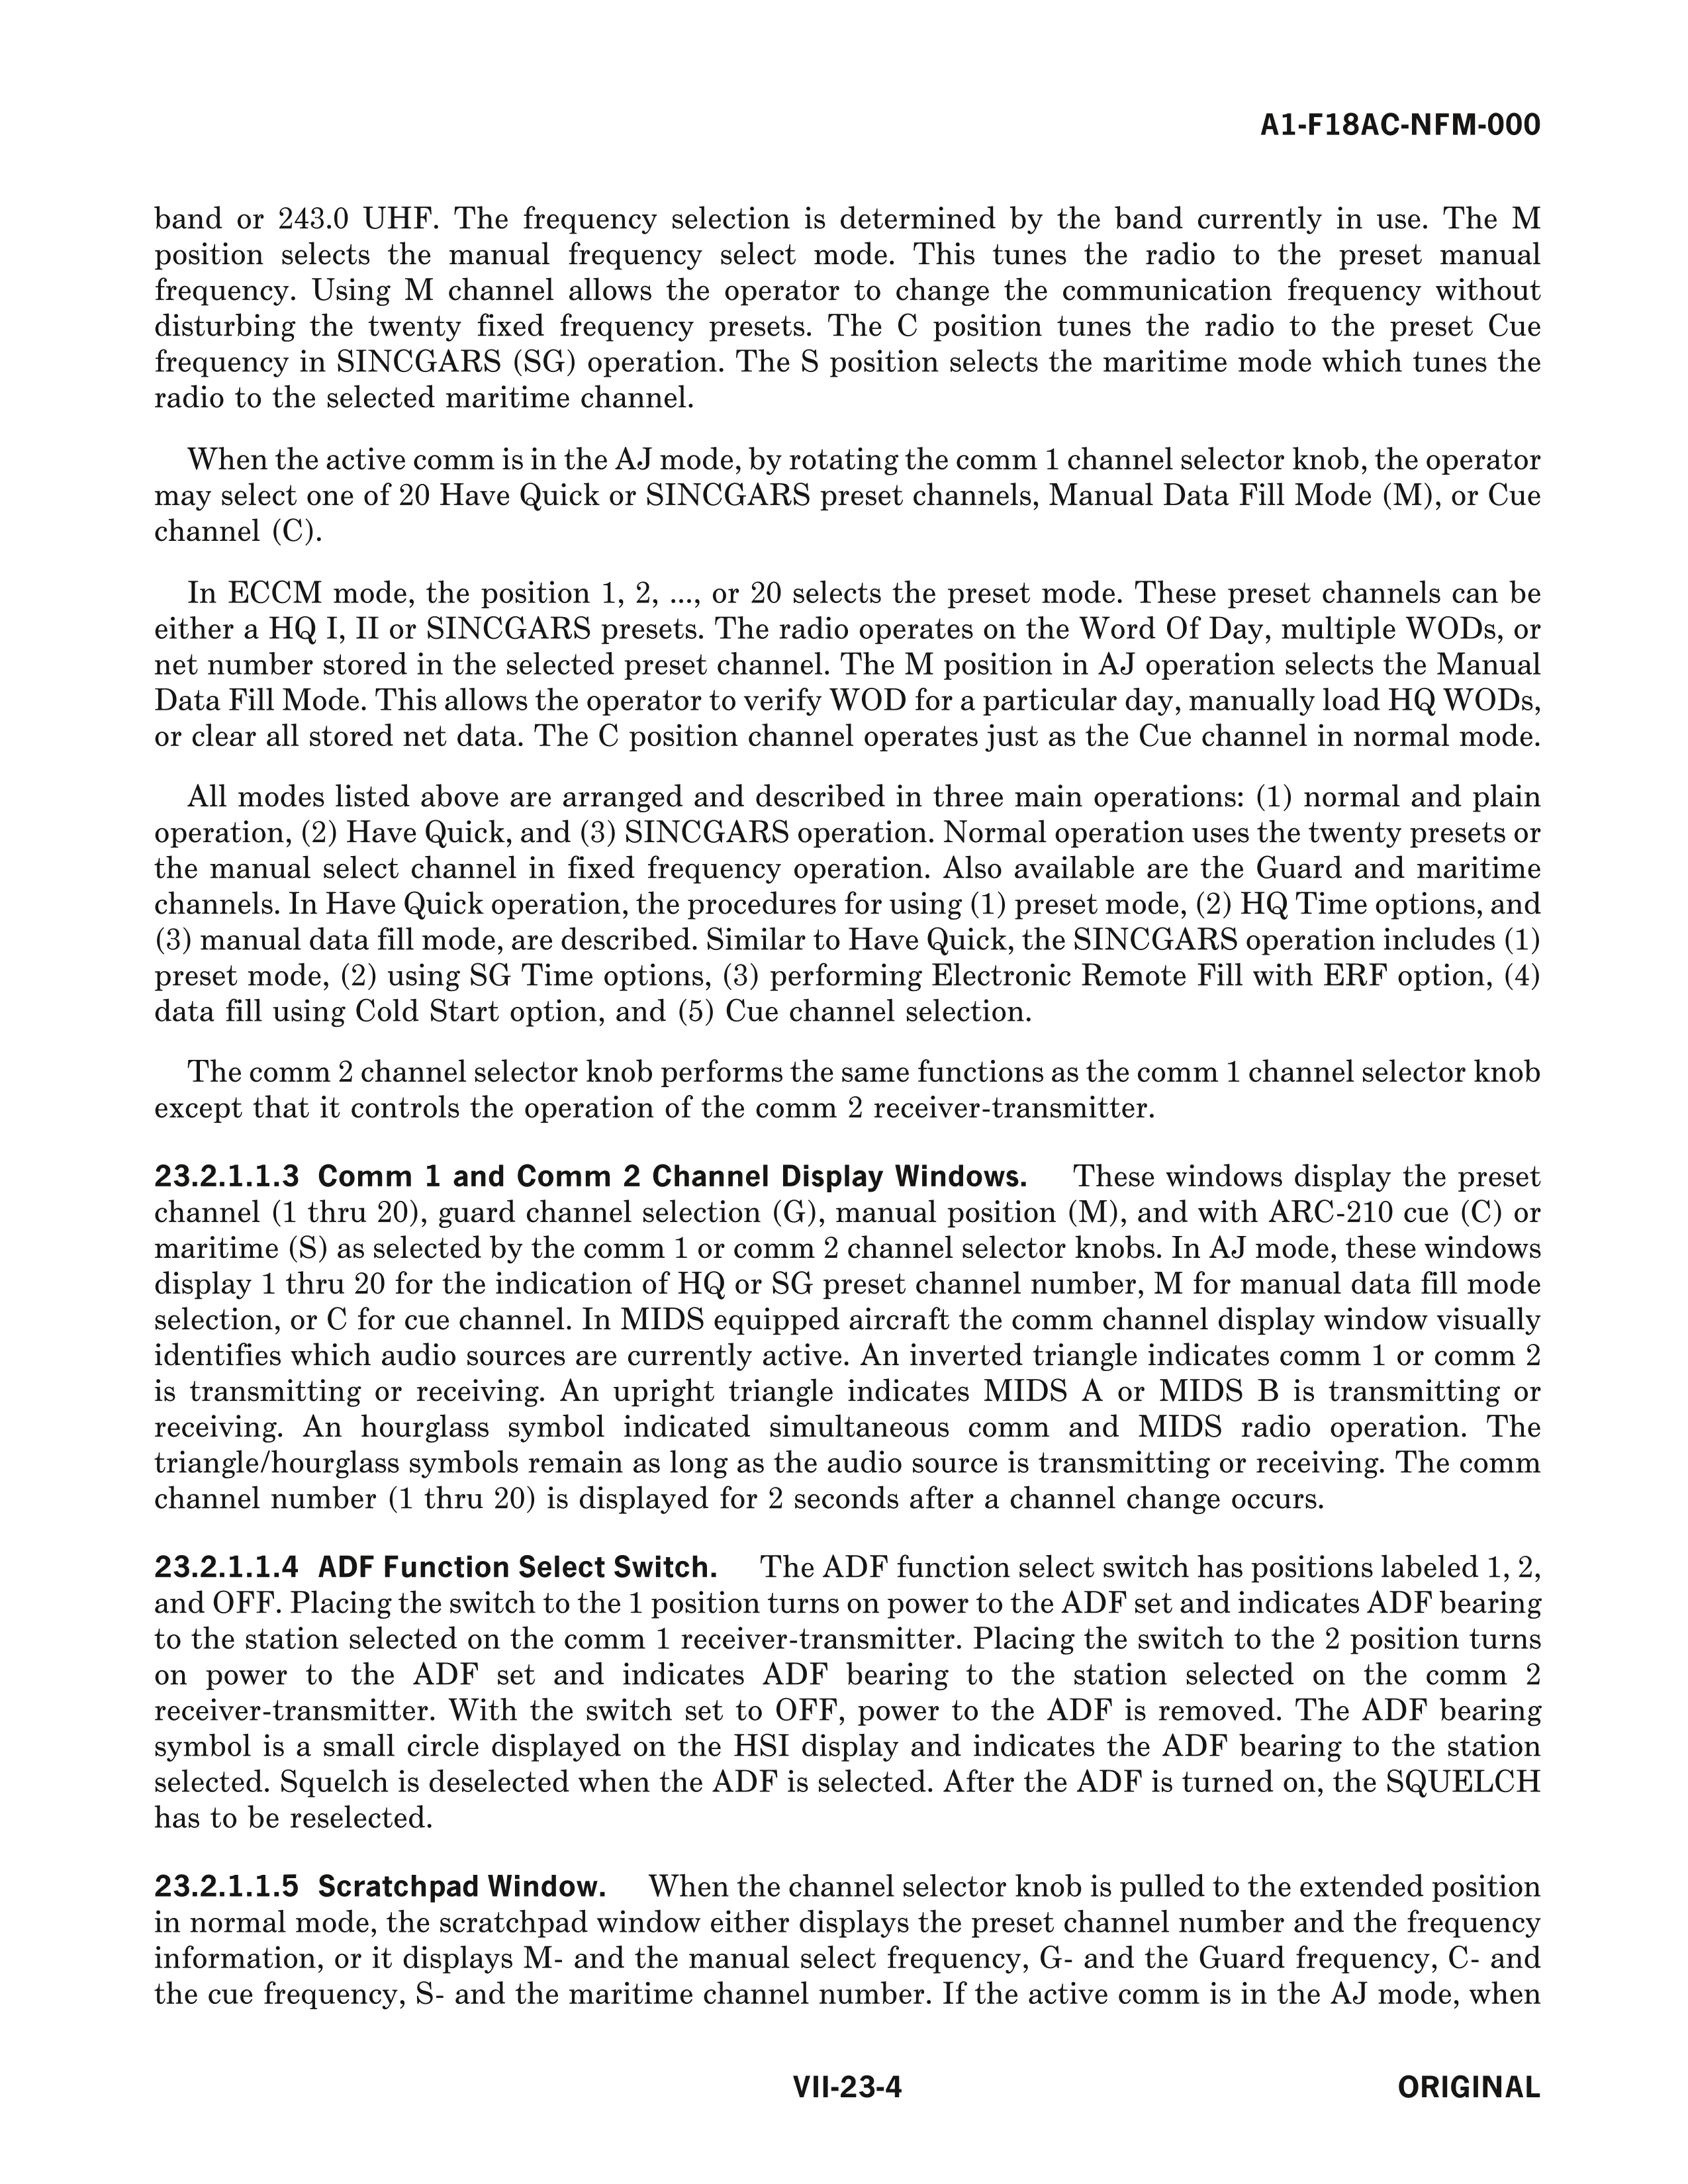 A1-F18AC-NFM-000
band or 243.0 UHF. The frequency selection is determined by the band currently in use. The M
position selects the manual frequency select mode. This tunes the radio to the preset manual
frequency. Using M channel allows the operator to change the communication frequency without
disturbing the twenty fixed frequency presets. The C position tunes the radio to the preset Cue
frequency in SINCGARS (SG) operation. The S position selects the maritime mode which tunes the
radio to the selected maritime channel.
When the active comm is in the AJ mode, by rotating the comm 1 channel selector knob, the operator
may select one of 20 Have Quick or SINCGARS preset channels, Manual Data Fill Mode (M), or Cue
channel (C).
In ECCM mode, the position 1, 2, ..., or 20 selects the preset mode. These preset channels can be
either a HQ I, II or SINCGARS presets. The radio operates on the Word Of Day, multiple WODs, or
net number stored in the selected preset channel. The M position in AJ operation selects the Manual
Data Fill Mode. This allows the operator to verify WOD for a particular day, manually load HQ WODs,
or clear all stored net data. The C position channel operates just as the Cue channel in normal mode.
All modes listed above are arranged and described in three main operations: (1) normal and plain
operation, (2) Have Quick, and (3) SINCGARS operation. Normal operation uses the twenty presets or
the manual select channel in fixed frequency operation. Also available are the Guard and maritime
channels. In Have Quick operation, the procedures for using (1) preset mode, (2) HQ Time options, and
(3) manual data fill mode, are described. Similar to Have Quick, the SINCGARS operation includes (1)
preset mode, (2) using SG Time options, (3) performing Electronic Remote Fill with ERF option, (4)
data fill using Cold Start option, and (5) Cue channel selection.
The comm 2 channel selector knob performs the same functions as the comm 1 channel selector knob
except that it controls the operation of the comm 2 receiver-transmitter.
23.2.1.1.3 Comm 1 and Comm 2 Channel Display Windows. These windows display the preset
channel (1 thru 20), guard channel selection (G), manual position (M), and with ARC-210 cue (C) or
maritime (S) as selected by the comm 1 or comm 2 channel selector knobs. In AJ mode, these windows
display 1 thru 20 for the indication of HQ or SG preset channel number, M for manual data fill mode
selection, or C for cue channel. In MIDS equipped aircraft the comm channel display window visually
identifies which audio sources are currently active. An inverted triangle indicates comm 1 or comm 2
is transmitting or receiving. An upright triangle indicates MIDS A or MIDS B is transmitting or
receiving. An hourglass symbol indicated simultaneous comm and MIDS radio operation. The
triangle/hourglass symbols remain as long as the audio source is transmitting or receiving. The comm
channel number (1 thru 20) is displayed for 2 seconds after a channel change occurs.
23.2.1.1.4 ADF Function Select Switch. The ADF function select switch has positions labeled 1, 2,
and OFF. Placing the switch to the 1 position turns on power to the ADF set and indicates ADF bearing
to the station selected on the comm 1 receiver-transmitter. Placing the switch to the 2 position turns
on power to the ADF set and indicates ADF bearing to the station selected on the comm 2
receiver-transmitter. With the switch set to OFF, power to the ADF is removed. The ADF bearing
symbol is a small circle displayed on the HSI display and indicates the ADF bearing to the station
selected. Squelch is deselected when the ADF is selected. After the ADF is turned on, the SQUELCH
has to be reselected.
23.2.1.1.5 Scratchpad Window. When the channel selector knob is pulled to the extended position
in normal mode, the scratchpad window either displays the preset channel number and the frequency
information, or it displays M- and the manual select frequency, G- and the Guard frequency, C- and
the cue frequency, S- and the maritime channel number. If the active comm is in the AJ mode, when
VII-23-4
ORIGINAL